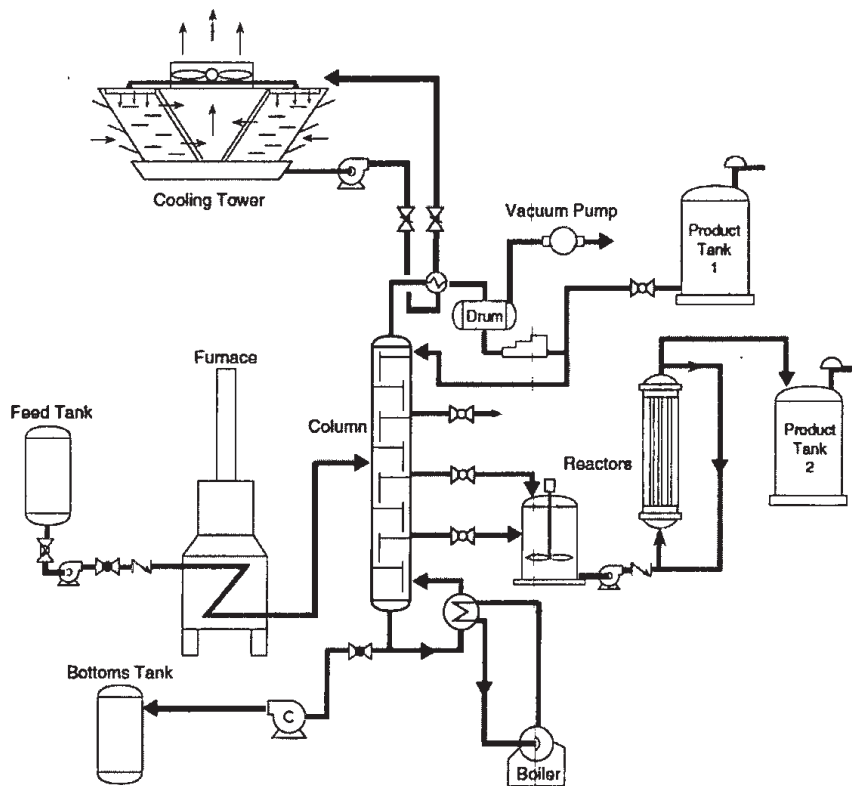 Cooling Tower
Vacuum Pump
Product
Tank
1
Drum
Furnace
Feed Tank
Column
Reactors
Product
Tank
2
Bottoms Tank
C
Boiler